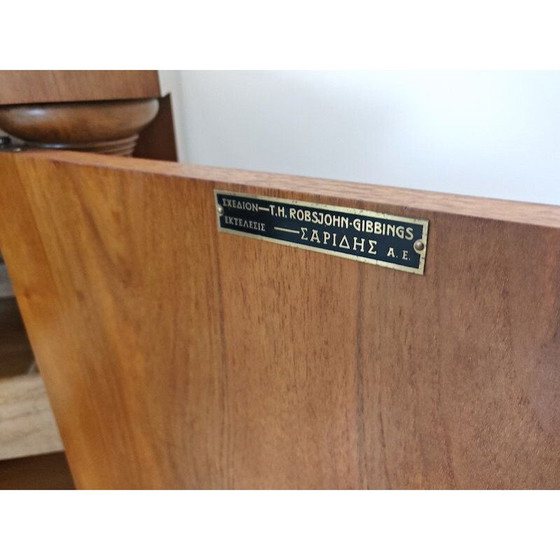 ΣΧΕΔΙΟΝ—T.H. ROBSJOHN-GIBBINGS
ΕΚΤΕΛΕΣΙΣ —ΣΑΡΙΔΗΣ Α.Ε.